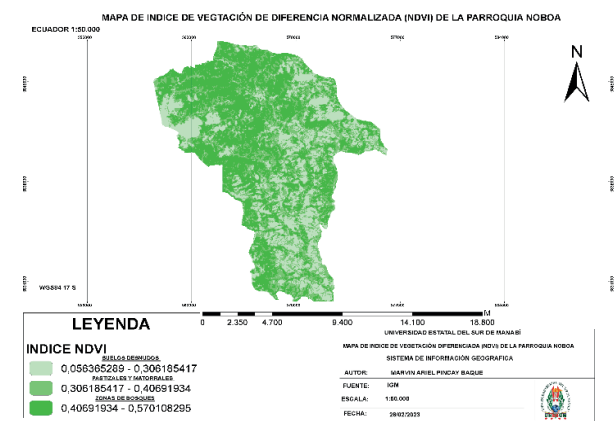 MAPA DE INDICE DE VEGTACIÓN DE DIFERENCIA NORMALIZADA (NDVI) DE LA PARROQUIA NOBOA
ECUADOR 1:50.000
N
WGS84 17 S
M
0 2.350 4.700 9.400 14.100 18.800
LEYENDA
INDICE NDVI
SUELOS DESNUDOS
0,056365289 - 0,306185417
PASTIZALES Y MATORRALES
0,306185417 - 0,40691934
ZONAS DE BOSQUES
0,40691934 - 0,570108295
UNIVERSIDAD ESTATAL DEL SUR DE MANABÍ
MAPA DE INDICE DE VEGETACIÓN DIFERENCIADA (NDVI) DE LA PARROQUIA NOBOA
SISTEMA DE INFORMACIÓN GEOGRAFICA
AUTOR: MARVIN ARIEL PINCAY BAQUE
FUENTE: IGM
ESCALA: 1:50.000
FECHA: 28/02/2023